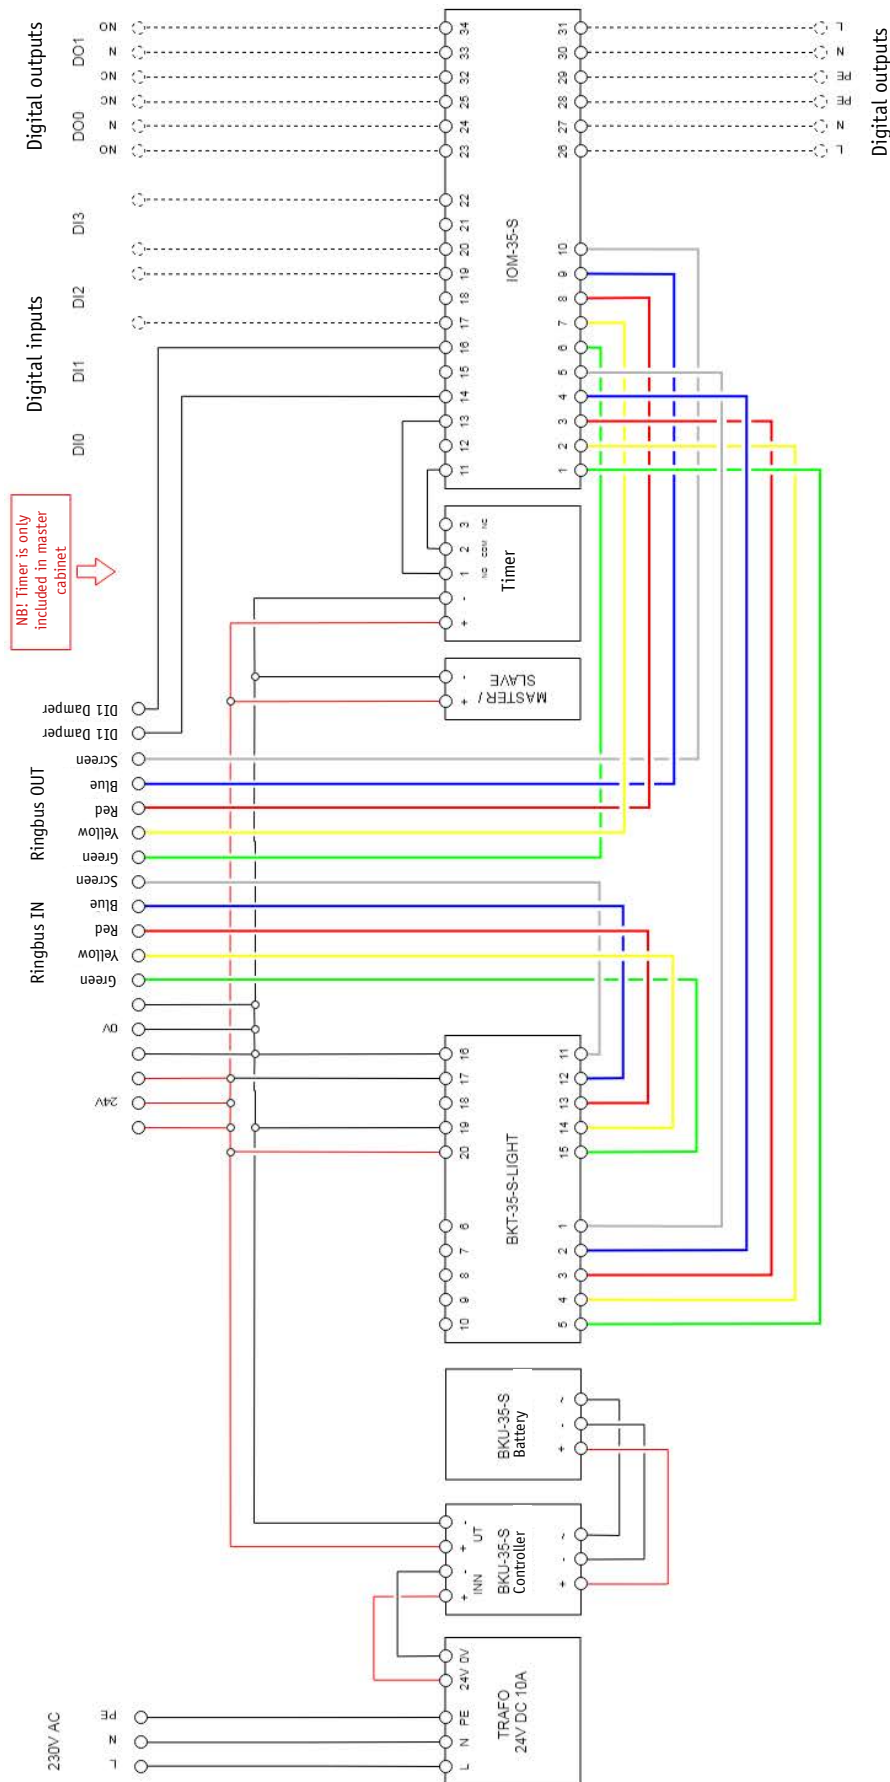 230V AC
L
N
PE
24V
0V
Ringbus IN
Green
Yellow
Red
Blue
Screen
Ringbus OUT
Green
Yellow
Red
Blue
Screen
DI1 Damper
DI1 Damper
NB! Timer is only
included in master
cabinet
Digital inputs
DI0 DI1 DI2 DI3
Digital outputs
DO0 DO1
NO N NC NC N NO
L N PE 24V 0V
TRAFO
24V DC 10A
+ - + -
INN UT
BKU-35-S
Controller
+ - ~
BKU-35-S
Battery
+ - ~
10 9 8 7 6 20 19 18 17 16
BKT-35-S-LIGHT
5 4 3 2 1 15 14 13 12 11
+ -
MASTER/
SLAVE
+ - 1 2 3
NO COM NC
Timer
11 12 13 14 15 16 17 18 19 20 21 22 23 24 25 32 33 34
IOM-35-S
1 2 3 4 5 6 7 8 9 10 26 27 28 29 30 31
L N PE PE N L
Digital outputs